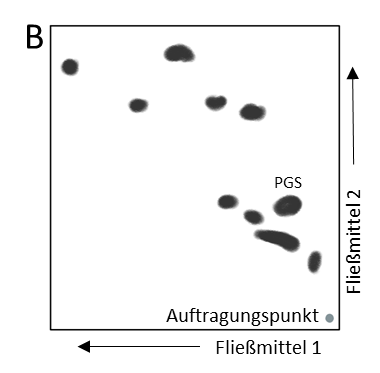 B
PGS
Fließmittel 2
Auftragungspunkt
Fließmittel 1